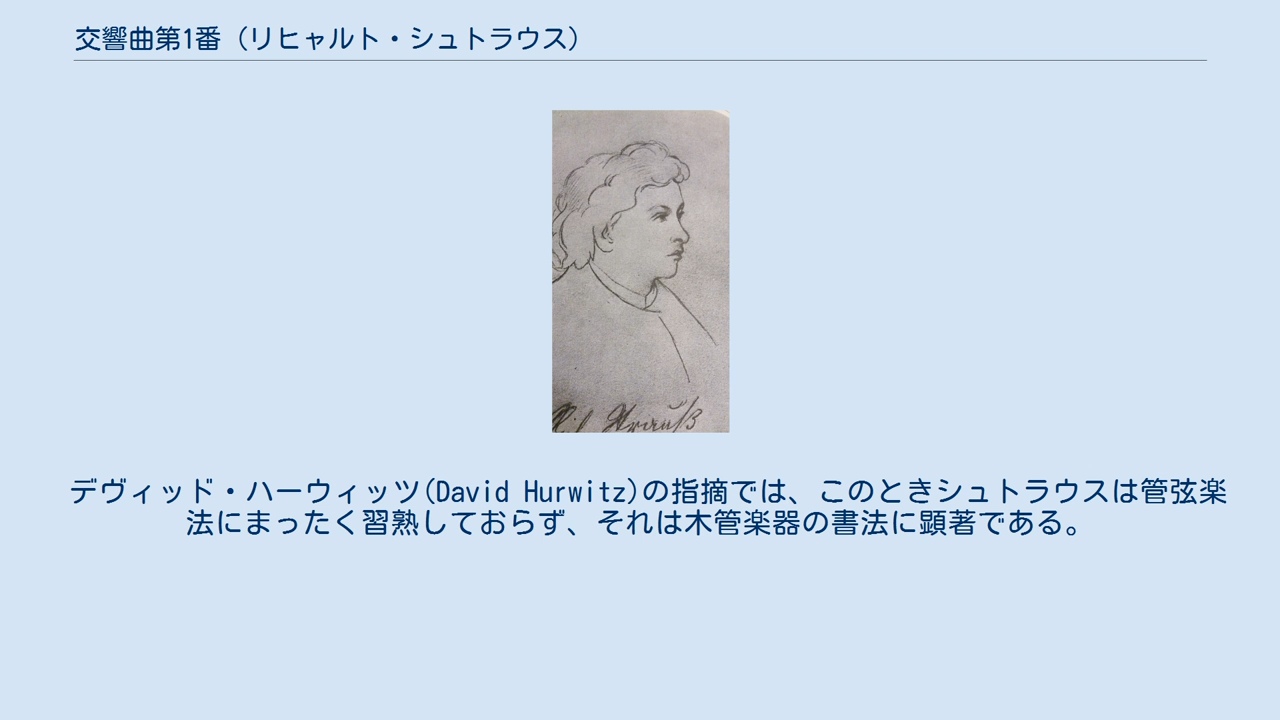 交響曲第1番（リヒャルト・シュトラウス）
Strauß
デヴィッド・ハーウィッツ(David Hurwitz)の指摘では、このときシュトラウスは管弦楽
法にまったく習熟しておらず、それは木管楽器の書法に顕著である。